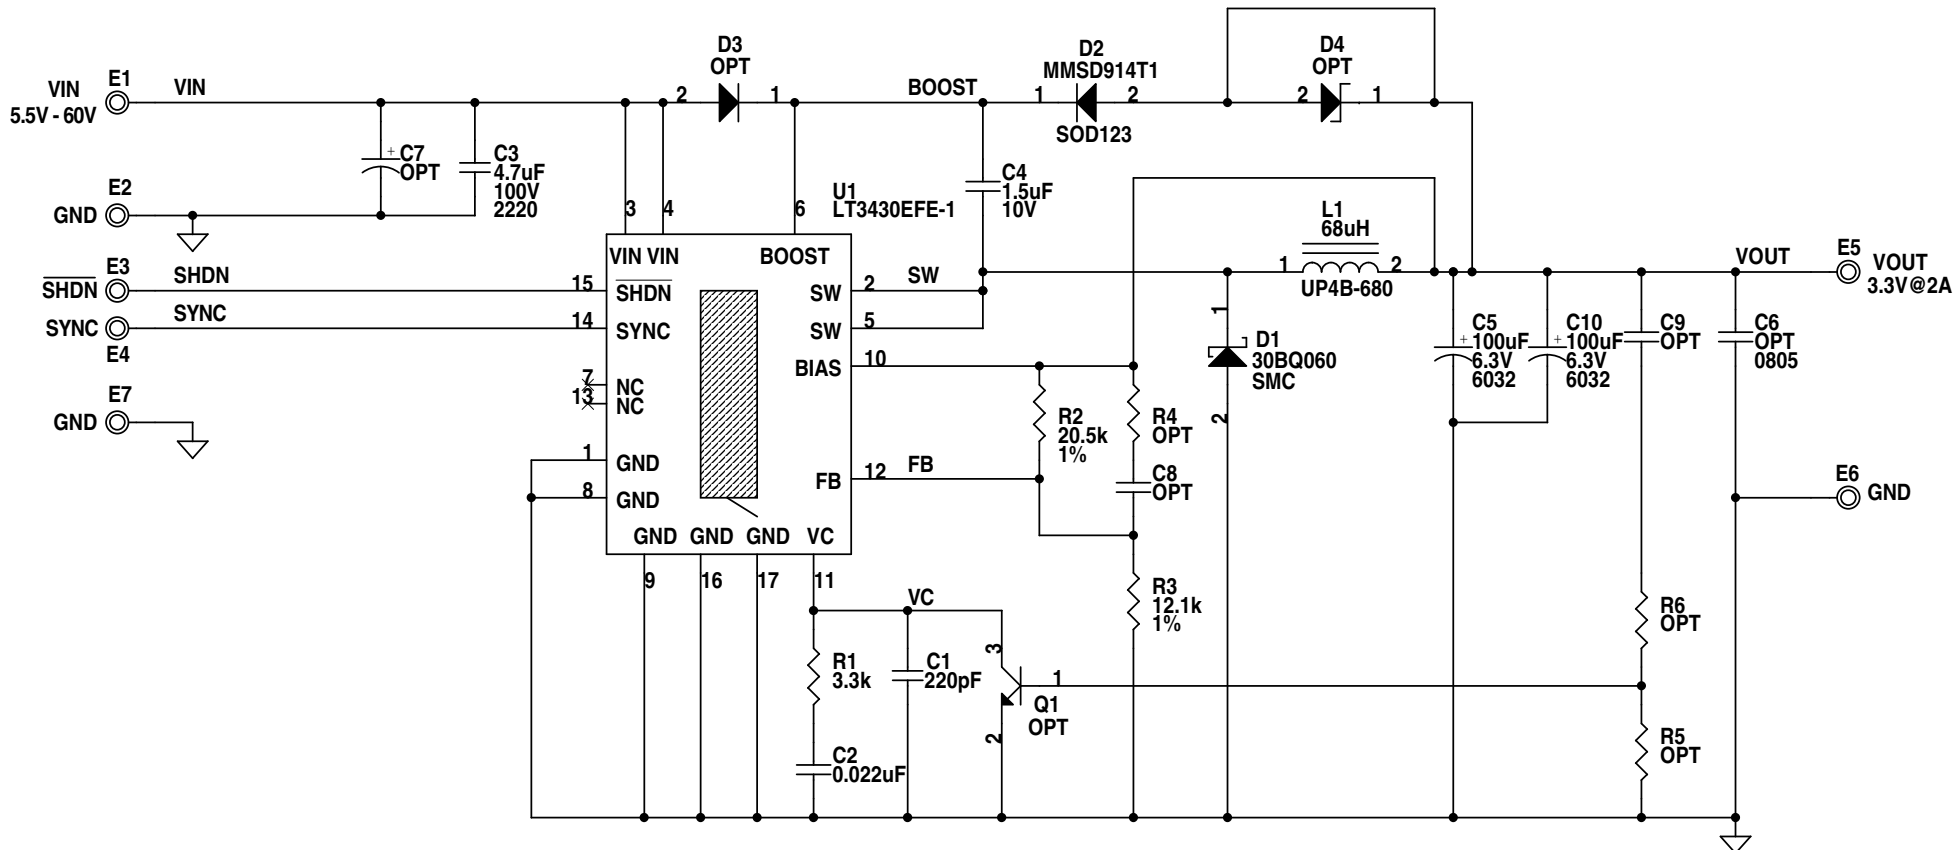 VIN
5.5V - 60V
E1
VIN
D3
OPT
2
1
BOOST
D2
MMSD914T1
1
2
SOD123
D4
OPT
2
1
C7
+
OPT
C3
4.7uF
100V
2220
E2
GND
3
4
6
U1
LT3430EFE-1
C4
1.5uF
10V
L1
68uH
1
2
UP4B-680
VOUT
E5
VOUT
3.3V@2A
VIN VIN
BOOST
E3
SHDN
SHDN
15
SHDN
SW
2
SW
E4
SYNC
SYNC
14
SYNC
SW
5
7
NC
13
NC
BIAS
10
E7
GND
1
GND
8
GND
FB
12
FB
GND
GND
GND
VC
9
16
17
11
R2
20.5k
1%
R4
OPT
C8
OPT
1
D1
30BQ060
SMC
2
+
C5
100uF
6.3V
6032
+
C10
100uF
6.3V
6032
C9
OPT
C6
OPT
0805
E6
GND
VC
R1
3.3k
C1
220pF
C2
0.022uF
3
1
Q1
OPT
2
R3
12.1k
1%
R6
OPT
R5
OPT